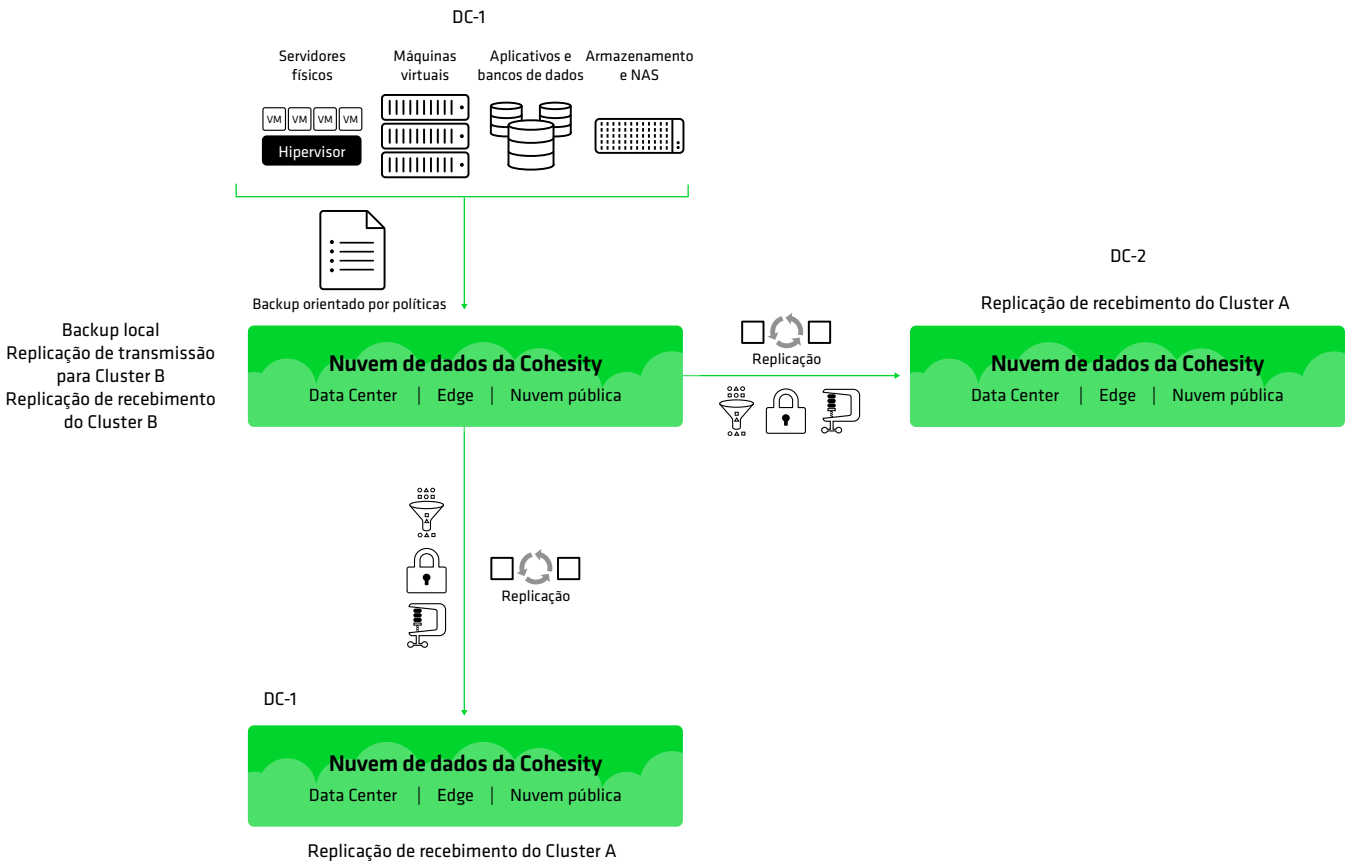 DC-1
Servidores
físicos
Máquinas
virtuais
Aplicativos e
bancos de dados
Armazenamento
e NAS
VM VM VM VM
Hipervisor
Backup orientado por políticas
Backup local
Replicação de transmissão
para Cluster B
Replicação de recebimento
do Cluster B
Nuvem de dados da Cohesity
Data Center | Edge | Nuvem pública
Replicação
DC-2
Replicação de recebimento do Cluster A
Nuvem de dados da Cohesity
Data Center | Edge | Nuvem pública
Replicação
DC-1
Nuvem de dados da Cohesity
Data Center | Edge | Nuvem pública
Replicação de recebimento do Cluster A